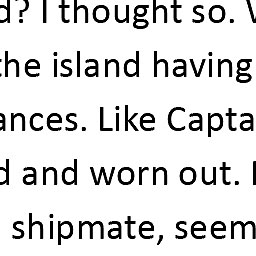 d? I thought so.
the island having
ances. Like Capta
d and worn out.
shipmate, seem